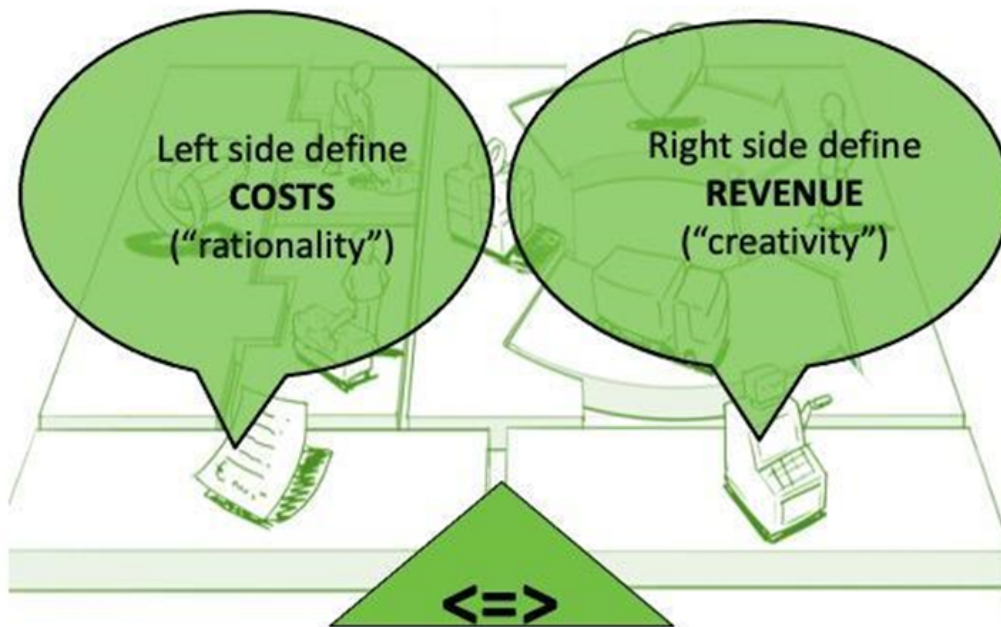 Left side define
COSTS
(“rationality”)
Right side define
REVENUE
(“creativity”)
<=>